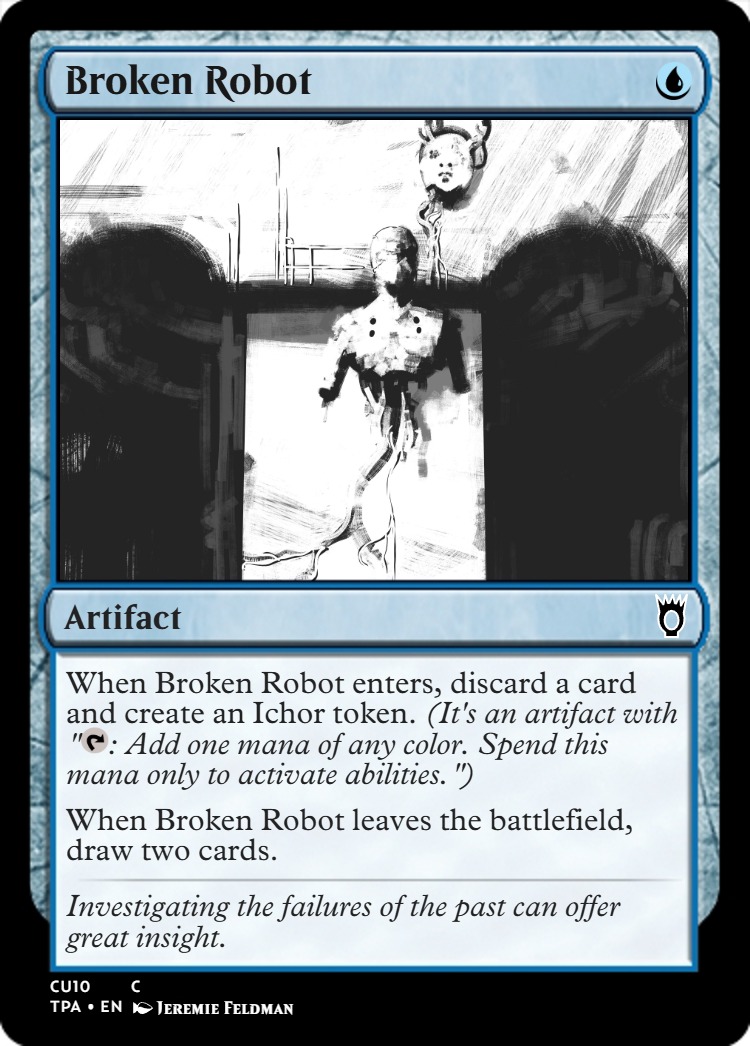 Broken Robot
Artifact
When Broken Robot enters, discard a card
and create an Ichor token. (It's an artifact with
": Add one mana of any color. Spend this
mana only to activate abilities.")
When Broken Robot leaves the battlefield,
draw two cards.
Investigating the failures of the past can offer
great insight.
CU10 C
TPA • EN Jeremie Feldman